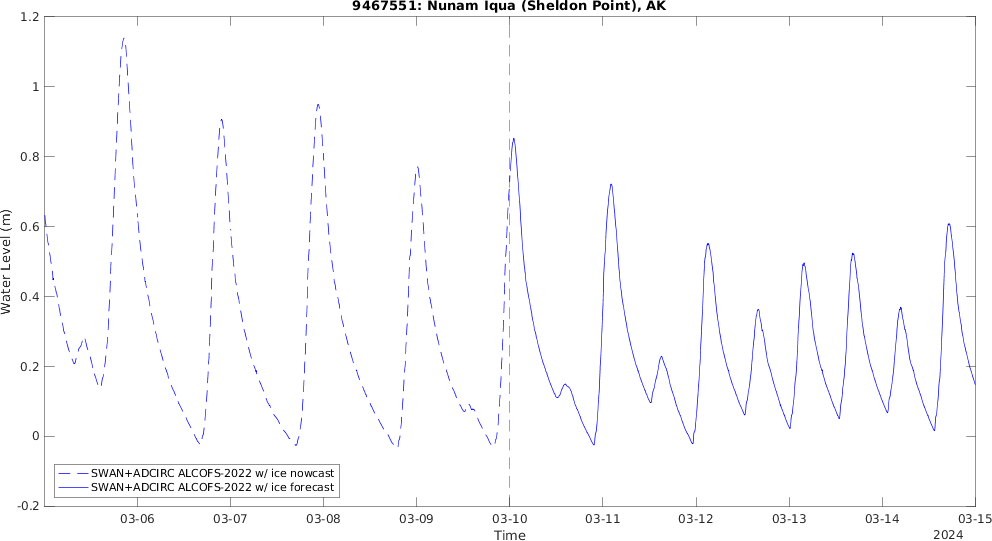 9467551: Nunam Iqua (Sheldon Point), AK
1.2
1
0.8
0.6
0.4
0.2
0
-0.2
Water Level (m)
SWAN+ADCIRC ALCOFS-2022 w/ ice nowcast
SWAN+ADCIRC ALCOFS-2022 w/ ice forecast
03-06 03-07 03-08 03-09 03-10 03-11 03-12 03-13 03-14 03-15
Time
2024